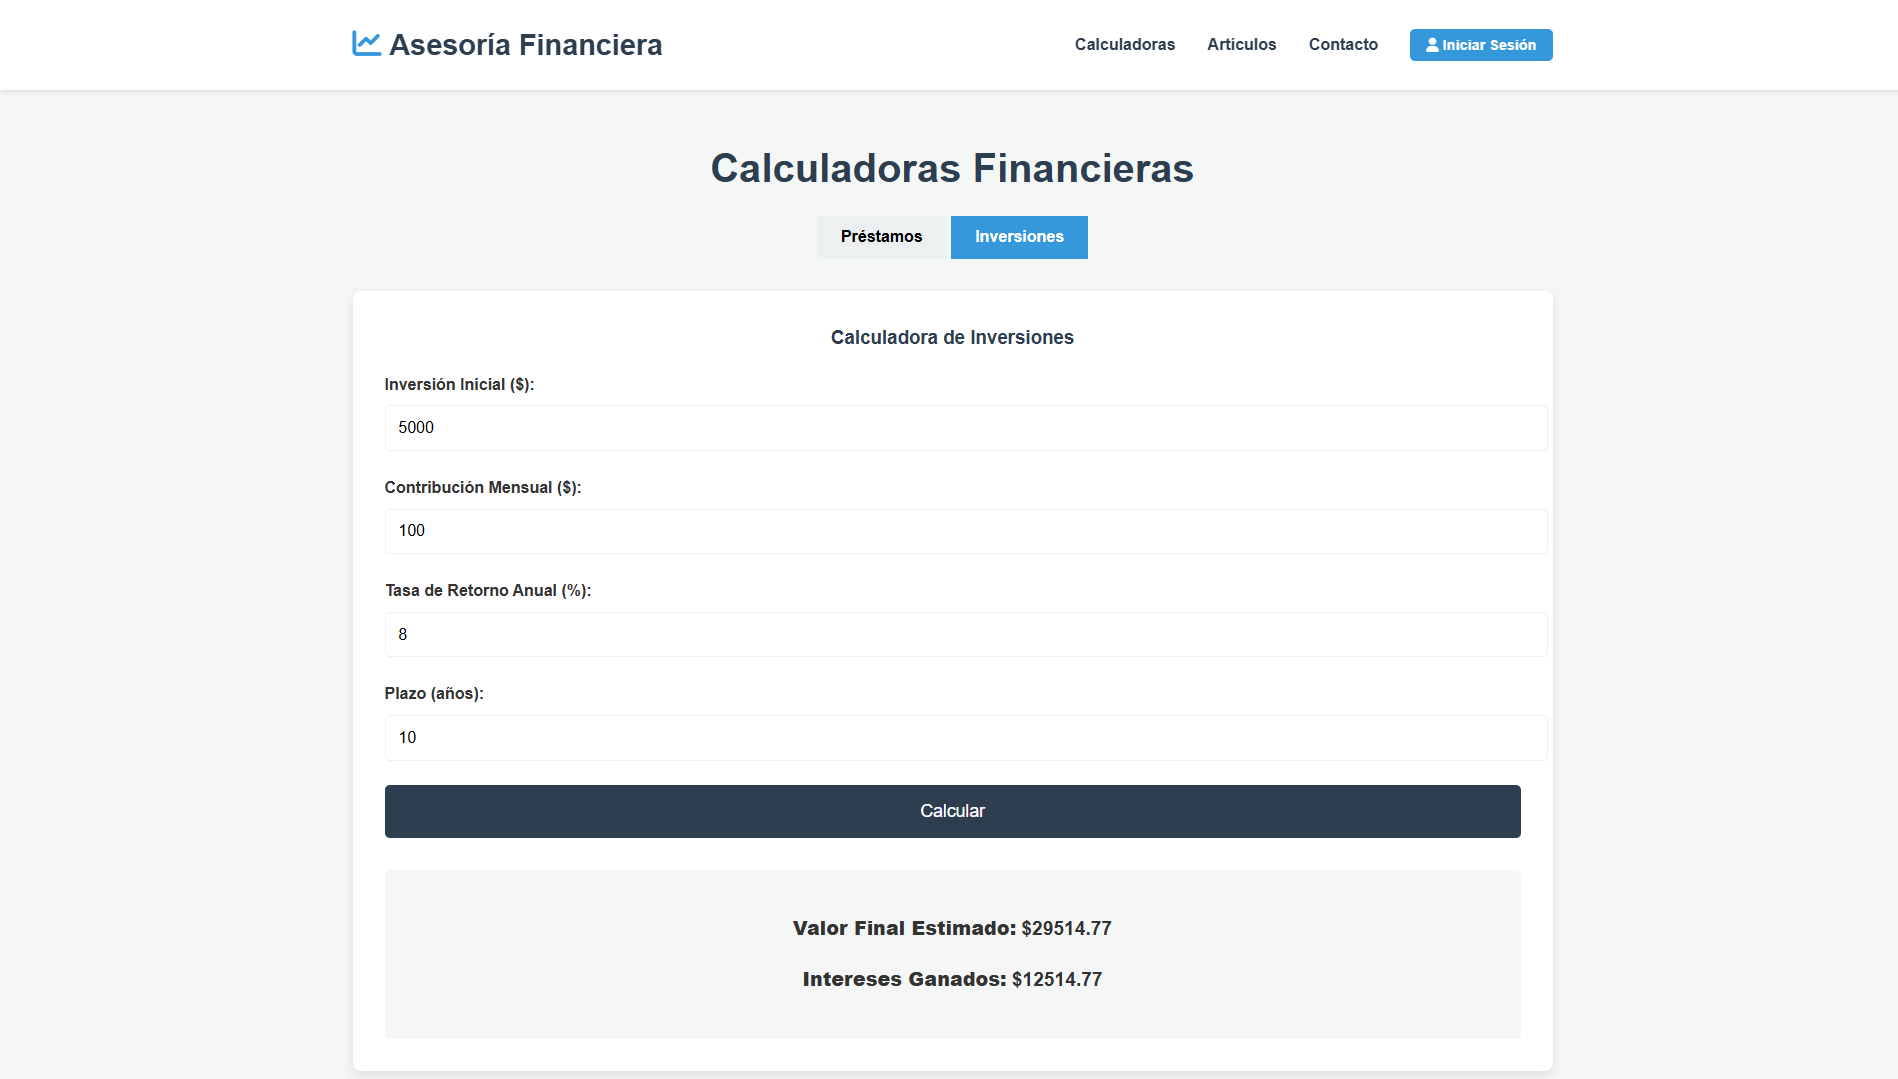 Asesoría Financiera
Calculadoras Artículos Contacto Iniciar Sesión
Calculadoras Financieras
Préstamos Inversiones
Calculadora de Inversiones
Inversión Inicial ($):
5000
Contribución Mensual ($):
100
Tasa de Retorno Anual (%):
8
Plazo (años):
10
Calcular
Valor Final Estimado: $29514.77
Intereses Ganados: $12514.77